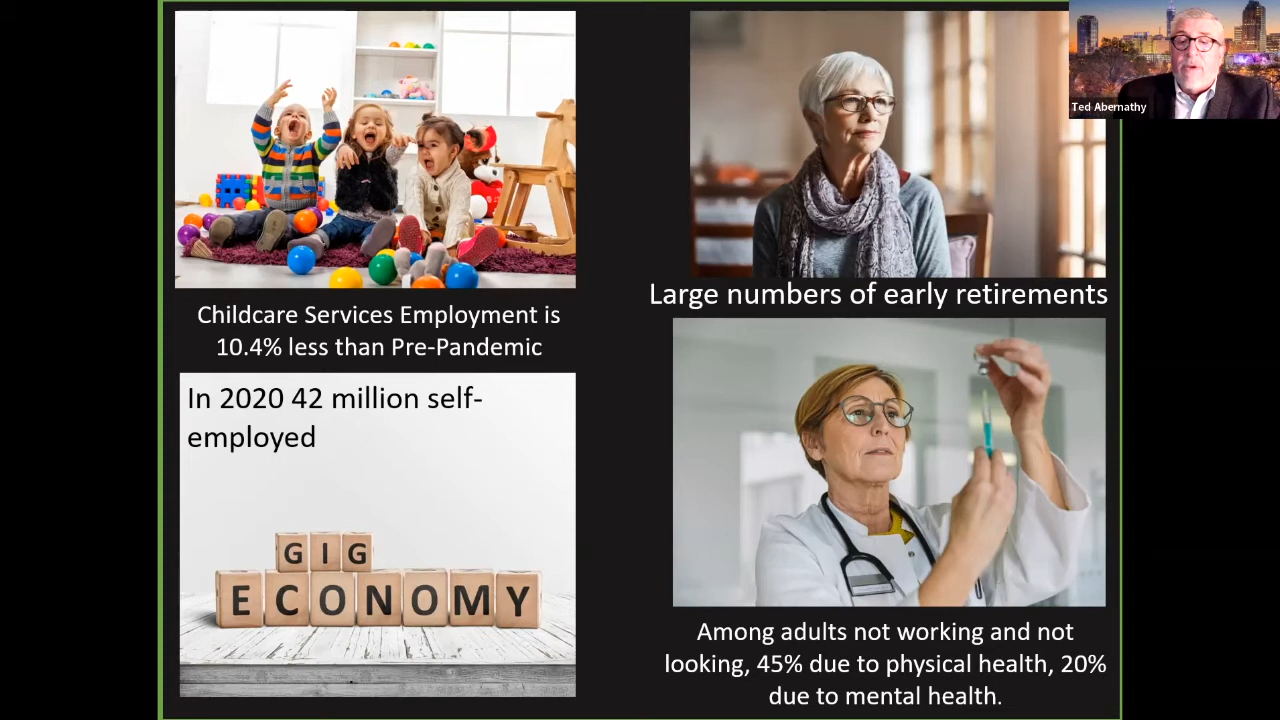 Ted Abernathy
Childcare Services Employment is
10.4% less than Pre-Pandemic
Large numbers of early retirements
In 2020 42 million self-
employed
GIG
ECONOMY
Among adults not working and not
looking, 45% due to physical health, 20%
due to mental health.